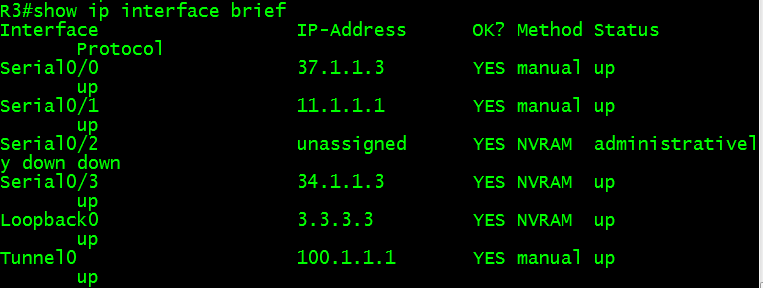 R3#show ip interface brief
Interface IP-Address OK? Method Status
Protocol
Serial0/0 37.1.1.3 YES manual up
up
Serial0/1 11.1.1.1 YES manual up
up
Serial0/2 unassigned YES NVRAM administrativel
y down down
Serial0/3 34.1.1.3 YES NVRAM up
up
Loopback0 3.3.3.3 YES NVRAM up
up
Tunnel0 100.1.1.1 YES manual up
up